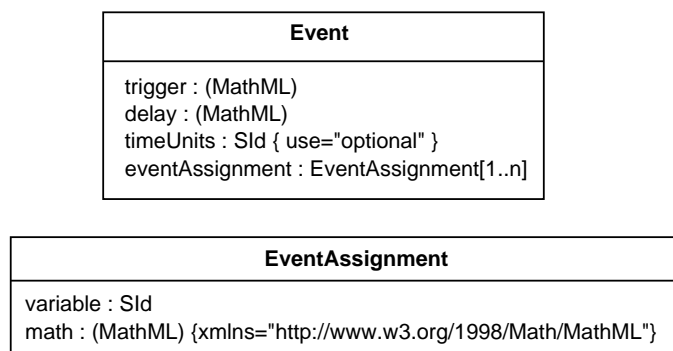 Event
trigger : (MathML)
delay : (MathML)
timeUnits : SId { use="optional" }
eventAssignment : EventAssignment[1..n]
EventAssignment
variable : SId
math : (MathML) {xmlns="http://www.w3.org/1998/Math/MathML"}